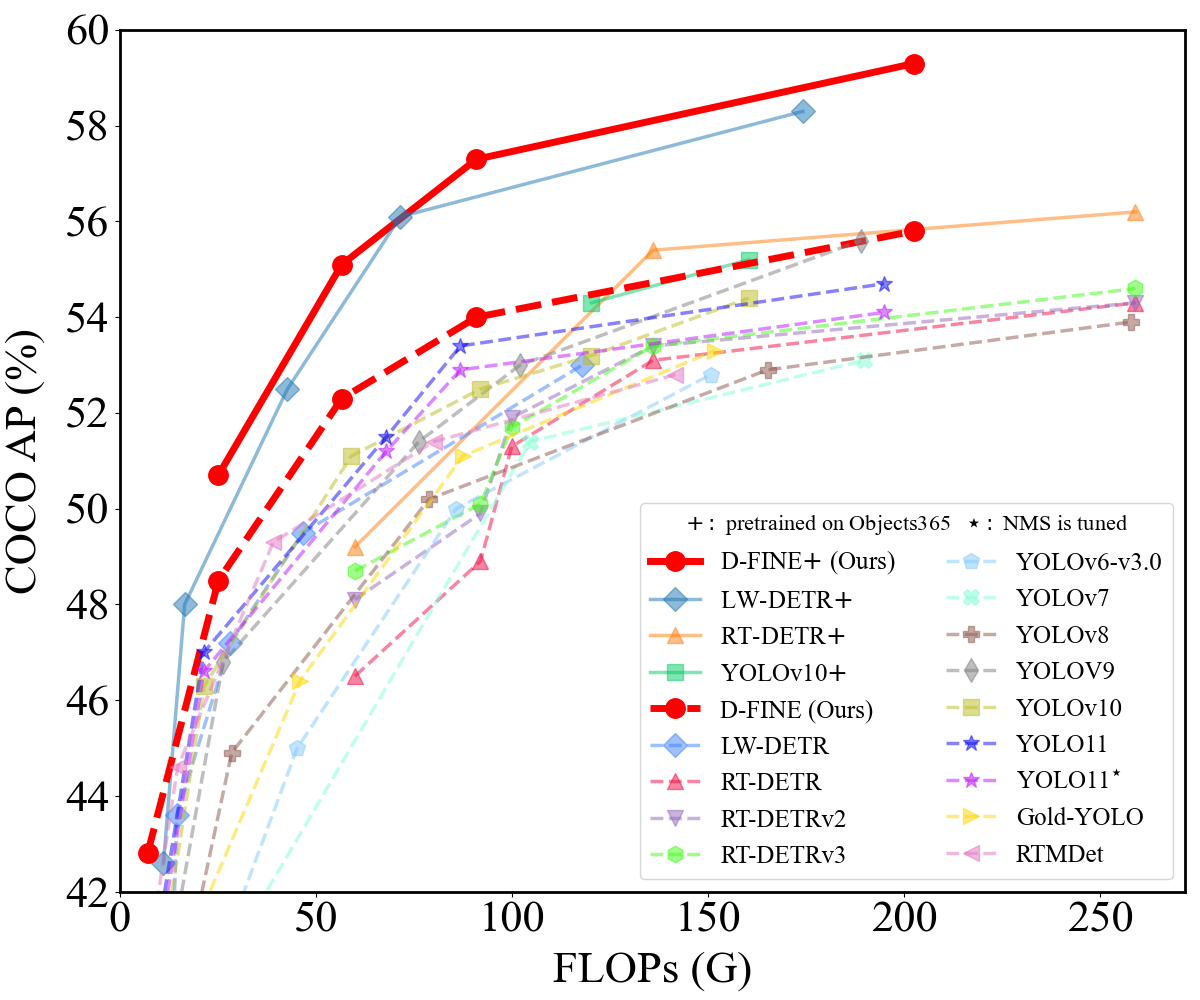 60
58
56
54
52
50
48
46
44
42
COCO AP (%)
0 50 100 150 200 250
FLOPs (G)
+ : pretrained on Objects365 ⋆ : NMS is tuned
D-FINE+ (Ours)
LW-DETR+
RT-DETR+
YOLOv10+
D-FINE (Ours)
LW-DETR
RT-DETR
RT-DETRv2
RT-DETRv3
YOLOv6-v3.0
YOLOv7
YOLOv8
YOLOV9
YOLOv10
YOLO11
YOLO11⋆
Gold-YOLO
RTMDet